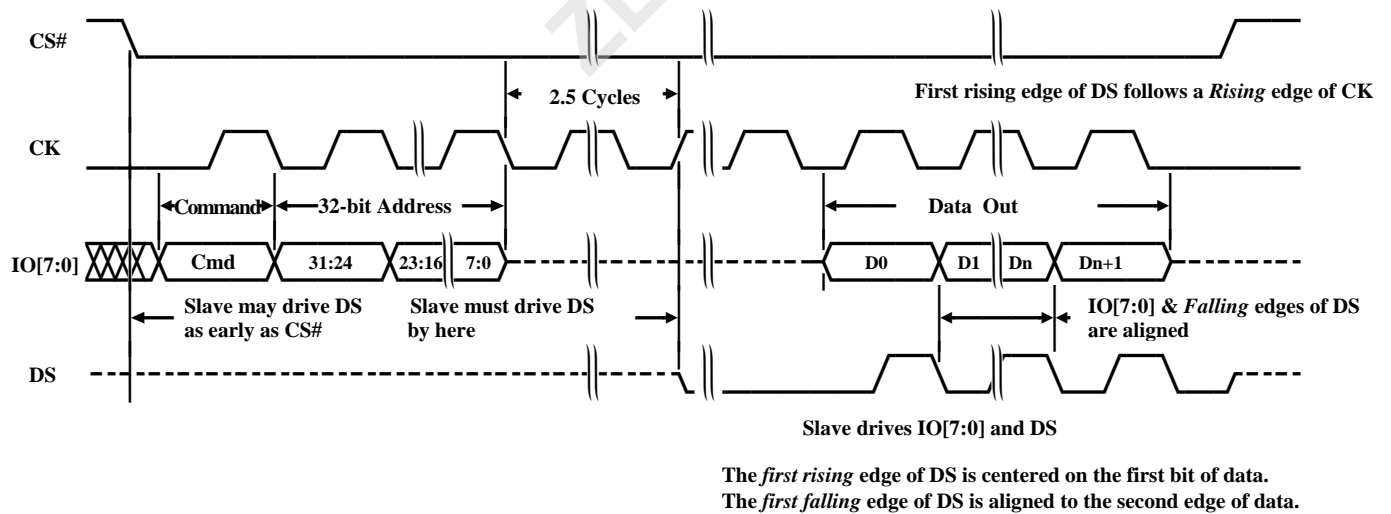 CS#
2.5 Cycles
First rising edge of DS follows a Rising edge of CK
CK
Command
32-bit Address
Data Out
IO[7:0]
Cmd
31:24
23:16
7:0
D0
D1
Dn
Dn+1
Slave may drive DS
as early as CS#
Slave must drive DS
by here
IO[7:0] & Falling edges of DS
are aligned
DS
Slave drives IO[7:0] and DS
The first rising edge of DS is centered on the first bit of data.
The first falling edge of DS is aligned to the second edge of data.